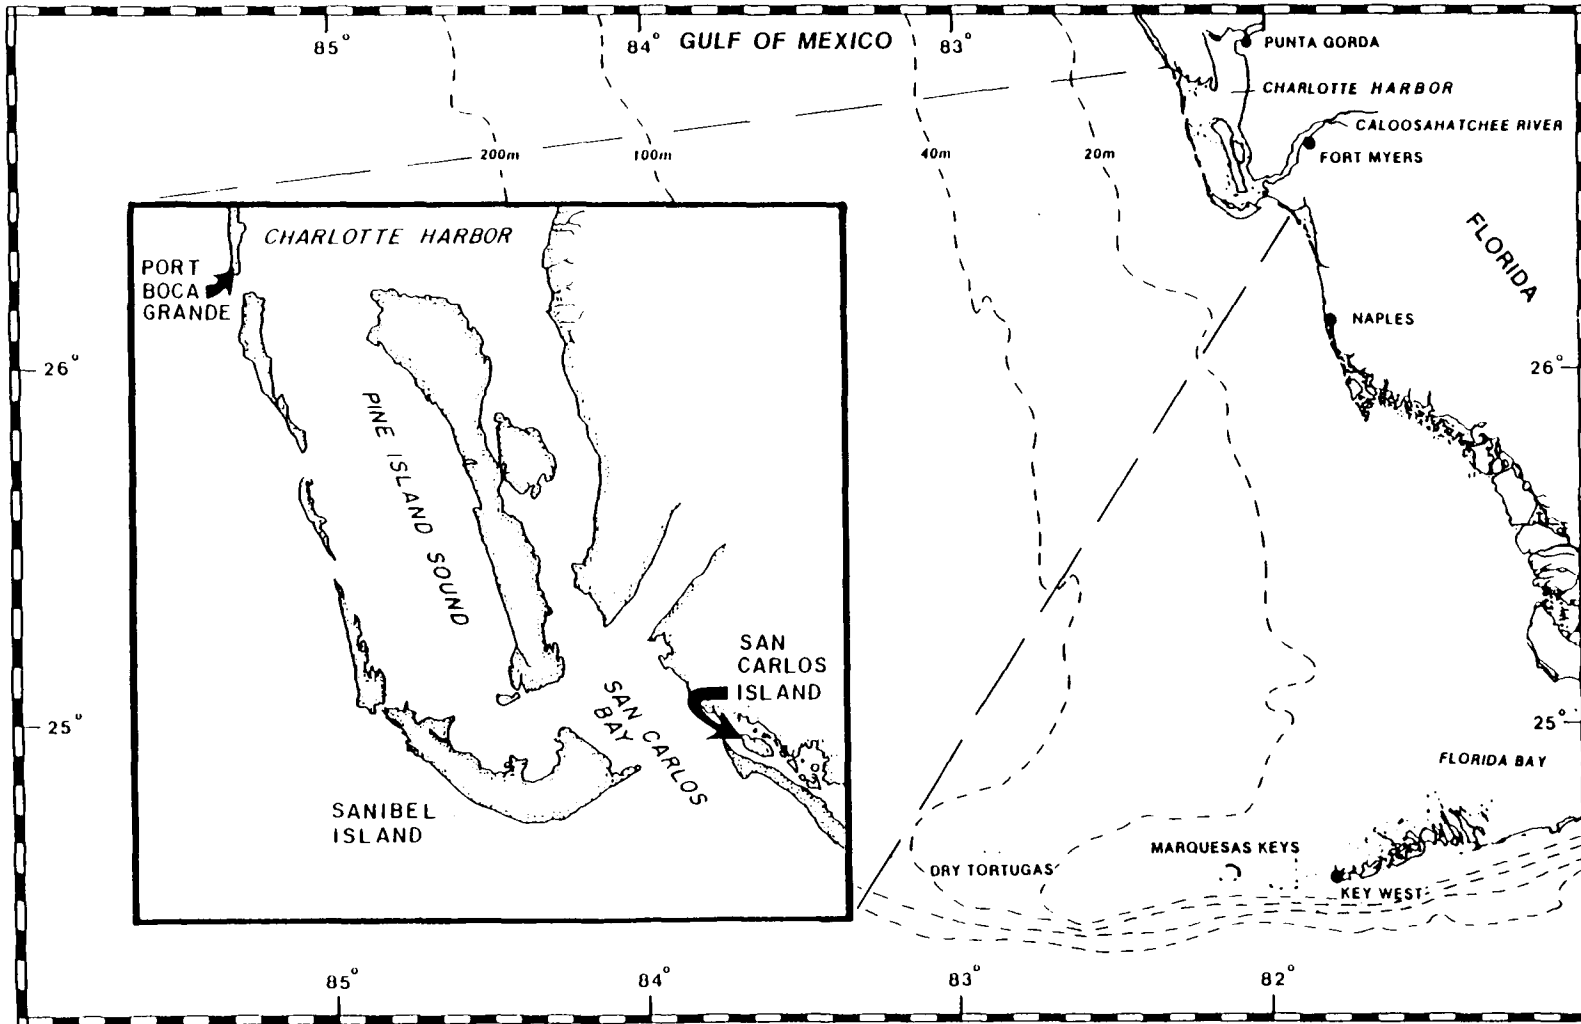 85°
84°
GULF OF MEXICO
83°
PUNTA GORDA
CHARLOTTE HARBOR
CALOOSAHATCHEE RIVER
FORT MYERS
200m
100m
40m
20m
FLORIDA
CHARLOTTE HARBOR
PORT
BOCA
GRANDE
NAPLES
26°
26°
PINE ISLAND SOUND
SAN
CARLOS
ISLAND
SAN CARLOS
BAY
25°
25°
SANIBEL
ISLAND
FLORIDA BAY
MARQUESAS KEYS
DRY TORTUGAS
KEY WEST
85°
84°
83°
82°